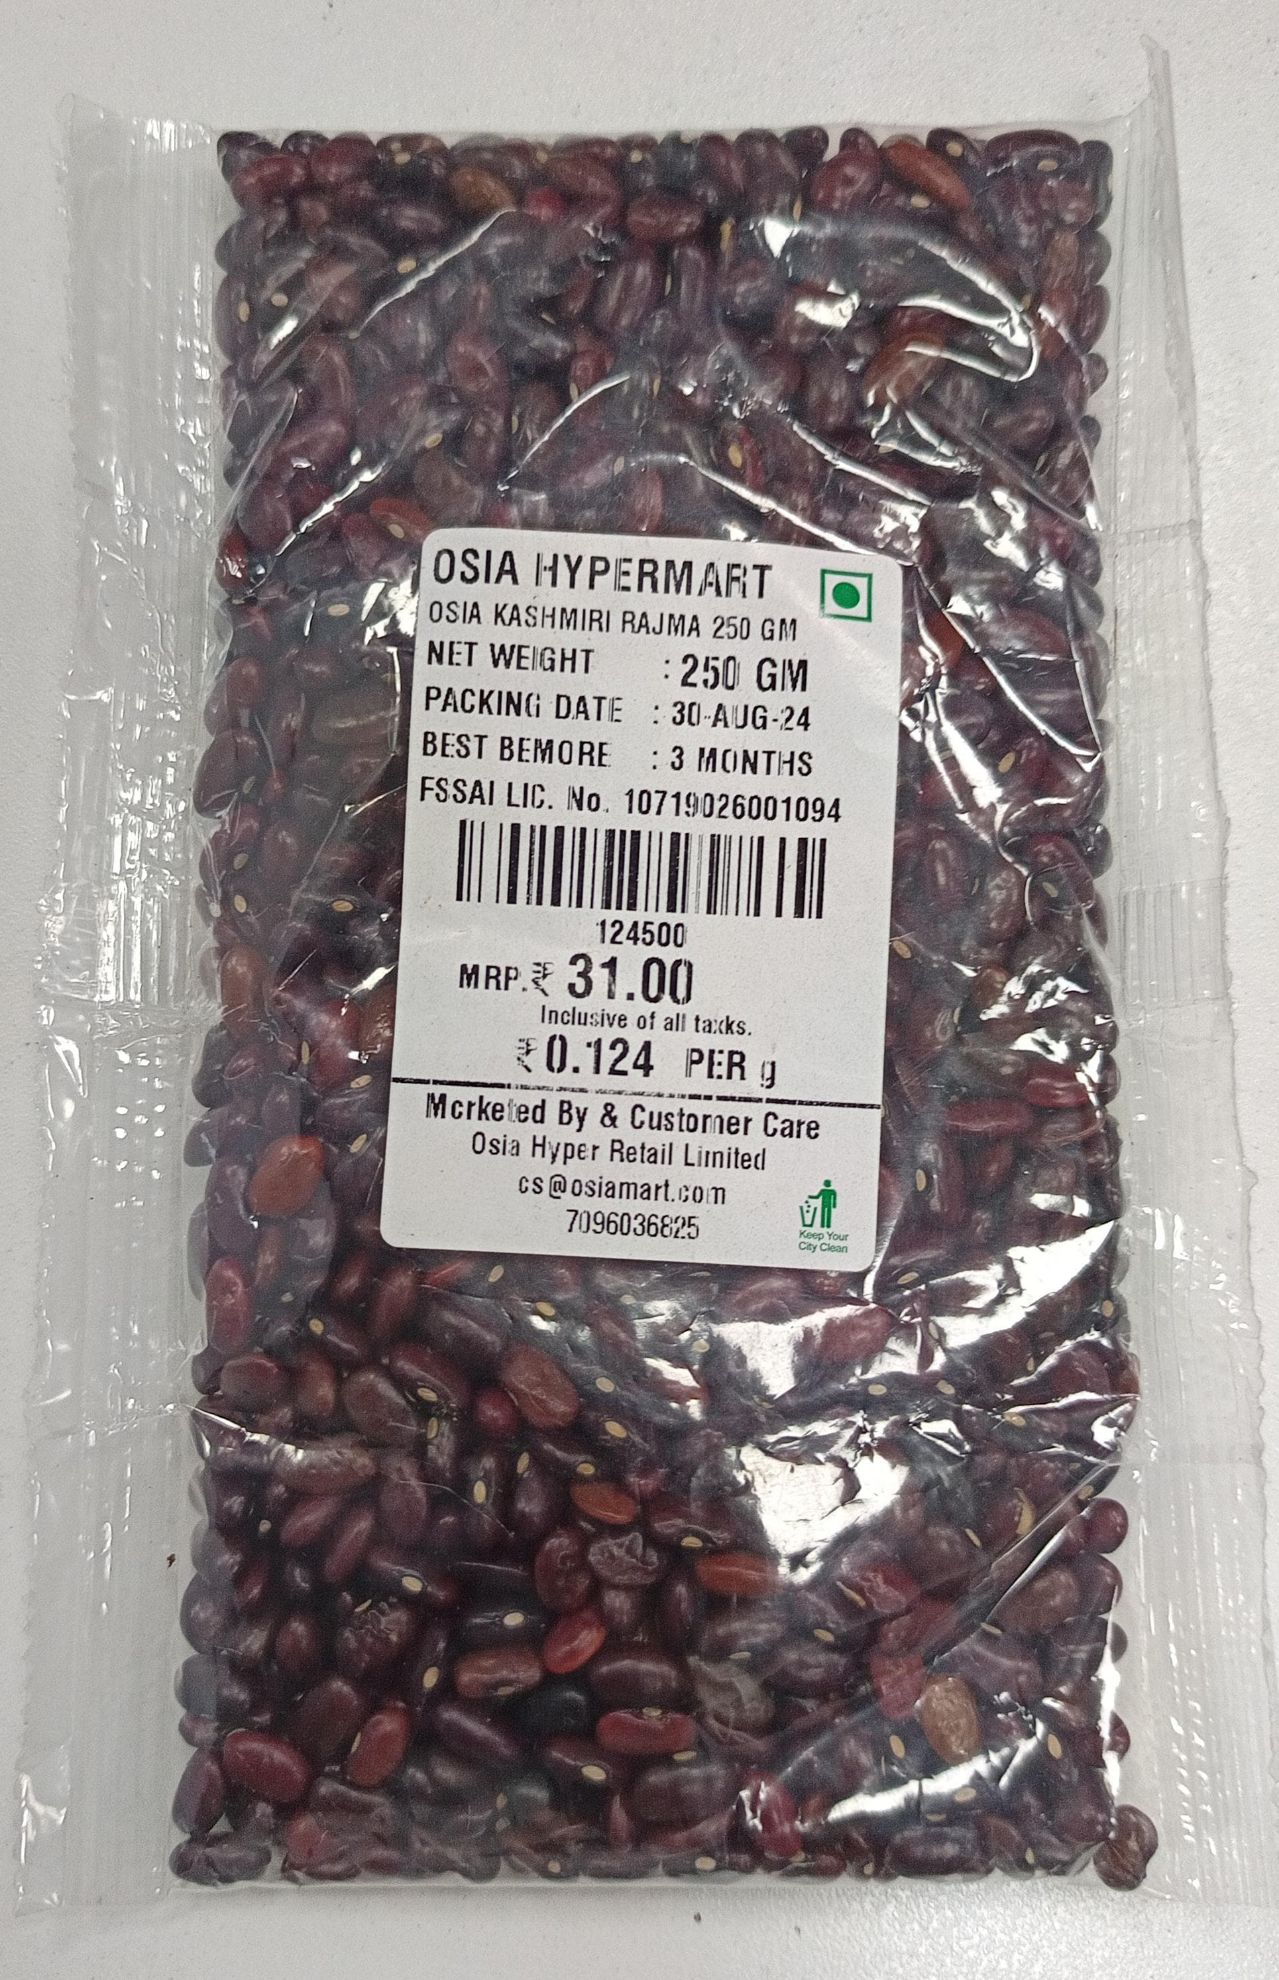 OSIA HYPERMART
OSIA KASHMIRI RAJMA 250 GM
NET WEIGHT : 250 GM
PACKING DATE : 30-AUG-24
BEST BEMORE : 3 MONTHS
FSSAI LIC. No. 10719026001094
124500
MRP.₹ 31.00
Inclusive of all taxks.
₹0.124 PER g
Mcrketed By & Customer Care
Osia Hyper Retail Limited
cs@osiamart.com
7096036825
Keep Your
City Clean